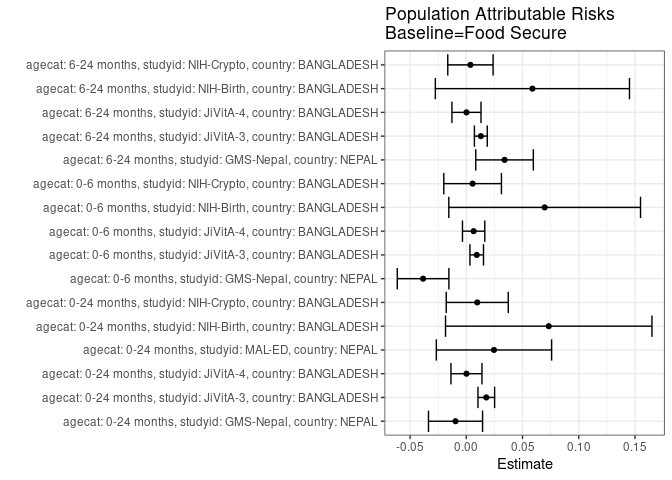 Population Attributable Risks
Baseline=Food Secure
agecat: 6-24 months, studyid: NIH-Crypto, country: BANGLADESH
agecat: 6-24 months, studyid: NIH-Birth, country: BANGLADESH
agecat: 6-24 months, studyid: JiVitA-4, country: BANGLADESH
agecat: 6-24 months, studyid: JiVitA-3, country: BANGLADESH
agecat: 6-24 months, studyid: GMS-Nepal, country: NEPAL
agecat: 0-6 months, studyid: NIH-Crypto, country: BANGLADESH
agecat: 0-6 months, studyid: NIH-Birth, country: BANGLADESH
agecat: 0-6 months, studyid: JiVitA-4, country: BANGLADESH
agecat: 0-6 months, studyid: JiVitA-3, country: BANGLADESH
agecat: 0-6 months, studyid: GMS-Nepal, country: NEPAL
agecat: 0-24 months, studyid: NIH-Crypto, country: BANGLADESH
agecat: 0-24 months, studyid: NIH-Birth, country: BANGLADESH
agecat: 0-24 months, studyid: MAL-ED, country: NEPAL
agecat: 0-24 months, studyid: JiVitA-4, country: BANGLADESH
agecat: 0-24 months, studyid: JiVitA-3, country: BANGLADESH
agecat: 0-24 months, studyid: GMS-Nepal, country: NEPAL
-0.05 0.00 0.05 0.10 0.15
Estimate